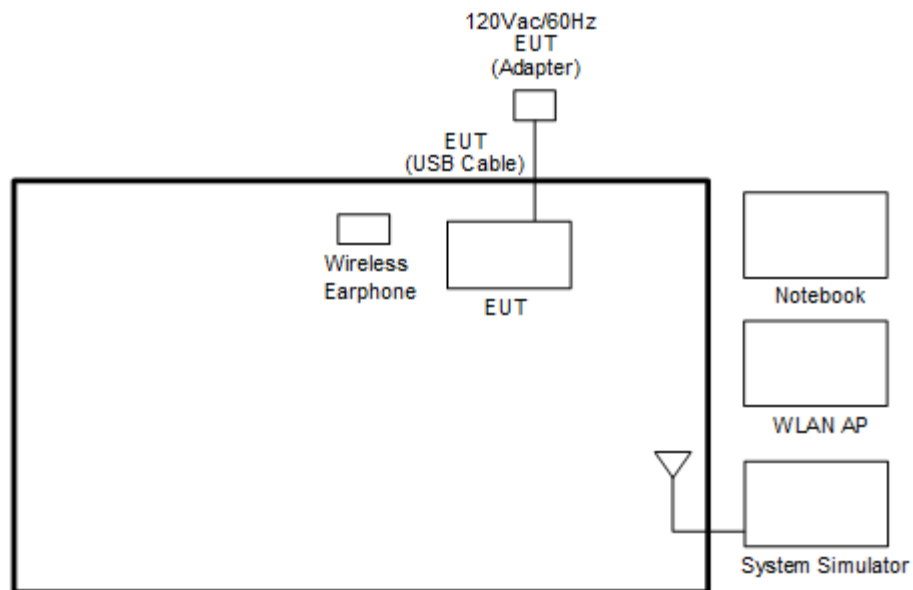 120Vac/60Hz
EUT
(Adapter)
EUT
(USB Cable)
Wireless
Earphone
EUT
Notebook
WLAN AP
System Simulator